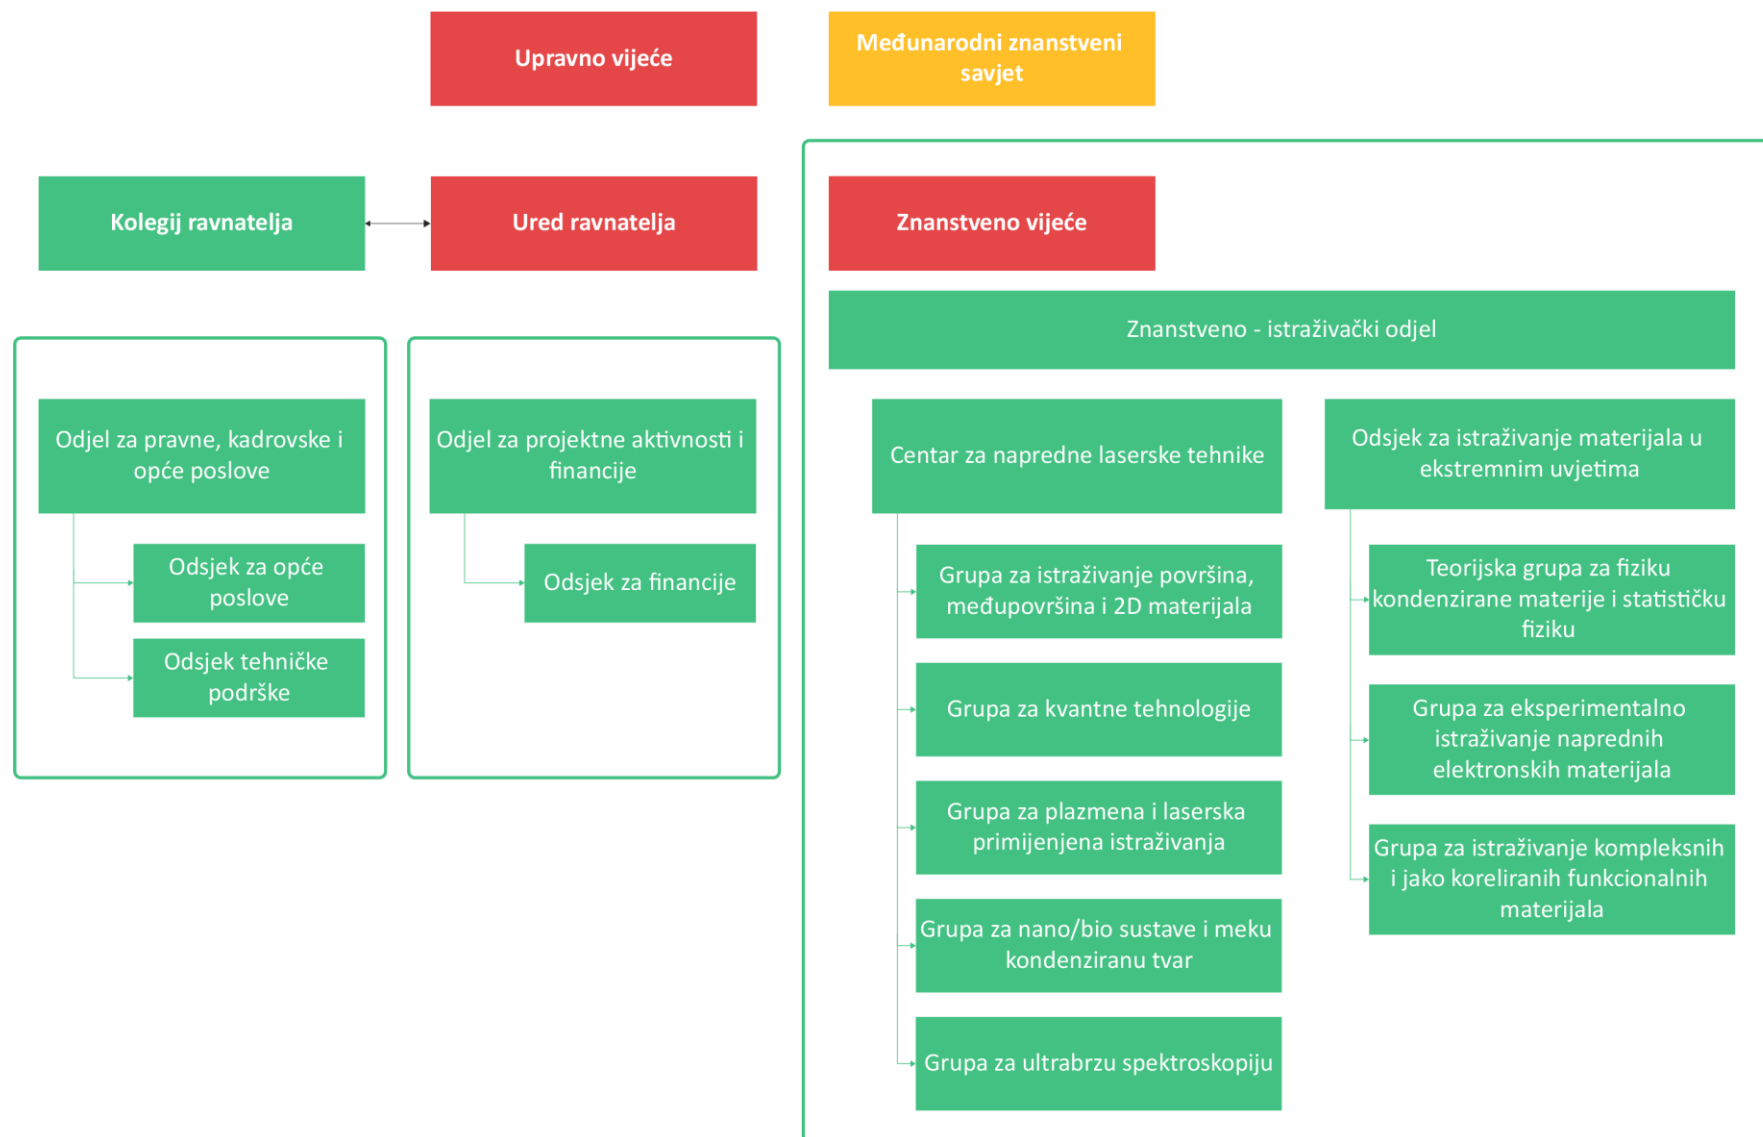 Upravno vijeće
Međunarodni znanstveni
savjet
Kolegij ravnatelja
Ured ravnatelja
Znanstveno vijeće
Znanstveno - istraživački odjel
Odjel za pravne, kadrovske i
opće poslove
Odsjek za opće
poslove
Odsjek tehničke
podrške
Odjel za projektne aktivnosti i
financije
Odsjek za financije
Centar za napredne laserske tehnike
Grupa za istraživanje površina,
međupovršina i 2D materijala
Grupa za kvantne tehnologije
Grupa za plazmena i laserska
primijenjena istraživanja
Grupa za nano/bio sustave i meku
kondenziranu tvar
Grupa za ultrabrzu spektroskopiju
Odsjek za istraživanje materijala u
ekstremnim uvjetima
Teorijska grupa za fiziku
kondenzirane materije i statističku
fiziku
Grupa za eksperimentalno
istraživanje naprednih
elektronskih materijala
Grupa za istraživanje kompleksnih
i jako koreliranih funkcionalnih
materijala